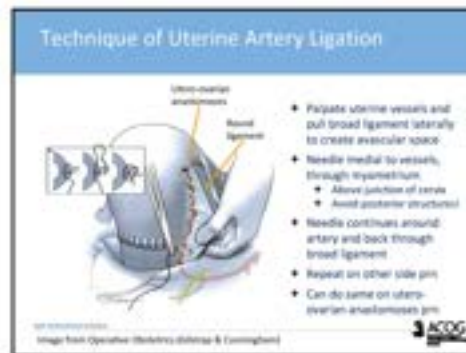 Technique of Uterine Artery Ligation
Utero-ovarian
anastomoses
Round
ligament
Palpate uterine vessels and
pull broad ligament laterally
to create avascular space
Needle medial to vessels,
through myometrium
Above junction of cervix
Avoid posterior structures!
Needle continues around
artery and back through
broad ligament
Repeat on other side prn
Can do same on utero-
ovarian anastomoses prn
Image from Operative Obstetrics (Gilstrap & Cunningham)
ACOG